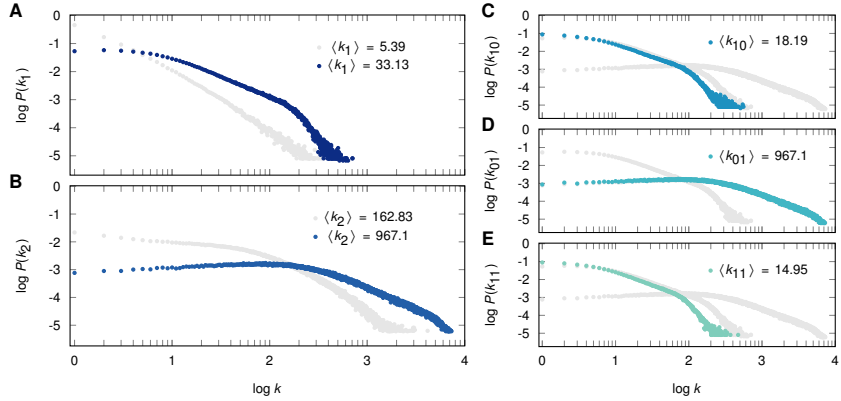 A
0
-1
-2
-3
-4
-5
log P(k1)
⟨k1⟩ = 5.39
⟨k1⟩ = 33.13
B
0
-1
-2
-3
-4
-5
log P(k2)
⟨k2⟩ = 162.83
⟨k2⟩ = 967.1
0 1 2 3 4
log k
C
0
-1
-2
-3
-4
-5
log P(k10)
⟨k10⟩ = 18.19
D
0
-1
-2
-3
-4
-5
log P(k01)
⟨k01⟩ = 967.1
E
0
-1
-2
-3
-4
-5
log P(k11)
⟨k11⟩ = 14.95
0 1 2 3 4
log k